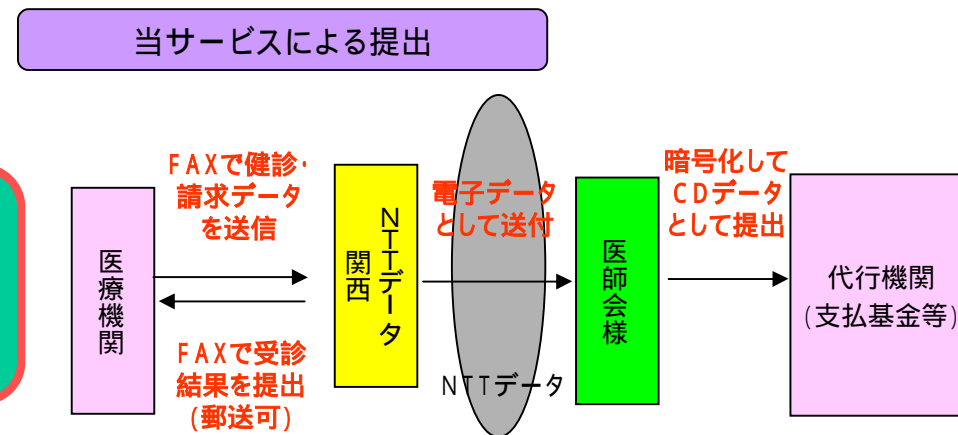 当サービスによる提出
FAXで健診・
請求データ
を送信
医療機関
FAXで受診
結果を提出
(郵送可)
NTTデータ
関西
電子データ
として送付
NTTデータ
医師会様
暗号化して
CDデータ
として提出
代行機関
(支払基金等)